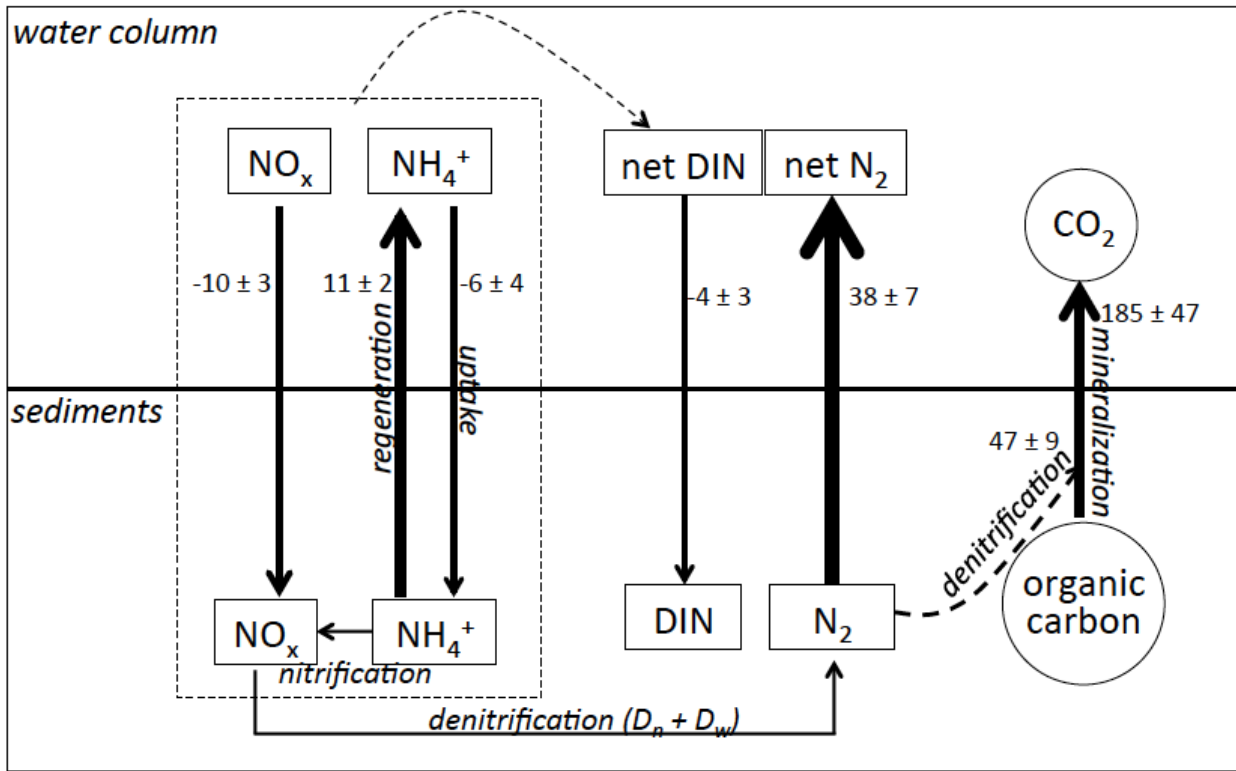 water column
NOₓ
NH₄⁺
net DIN
net N₂
CO₂
-10 ± 3
11 ± 2
-6 ± 4
-4 ± 3
38 ± 7
185 ± 47
regeneration
uptake
mineralization
sediments
47 ± 9
denitrification
organic
carbon
NOₓ
NH₄⁺
DIN
N₂
nitrification
denitrification (Dₙ + D_w)